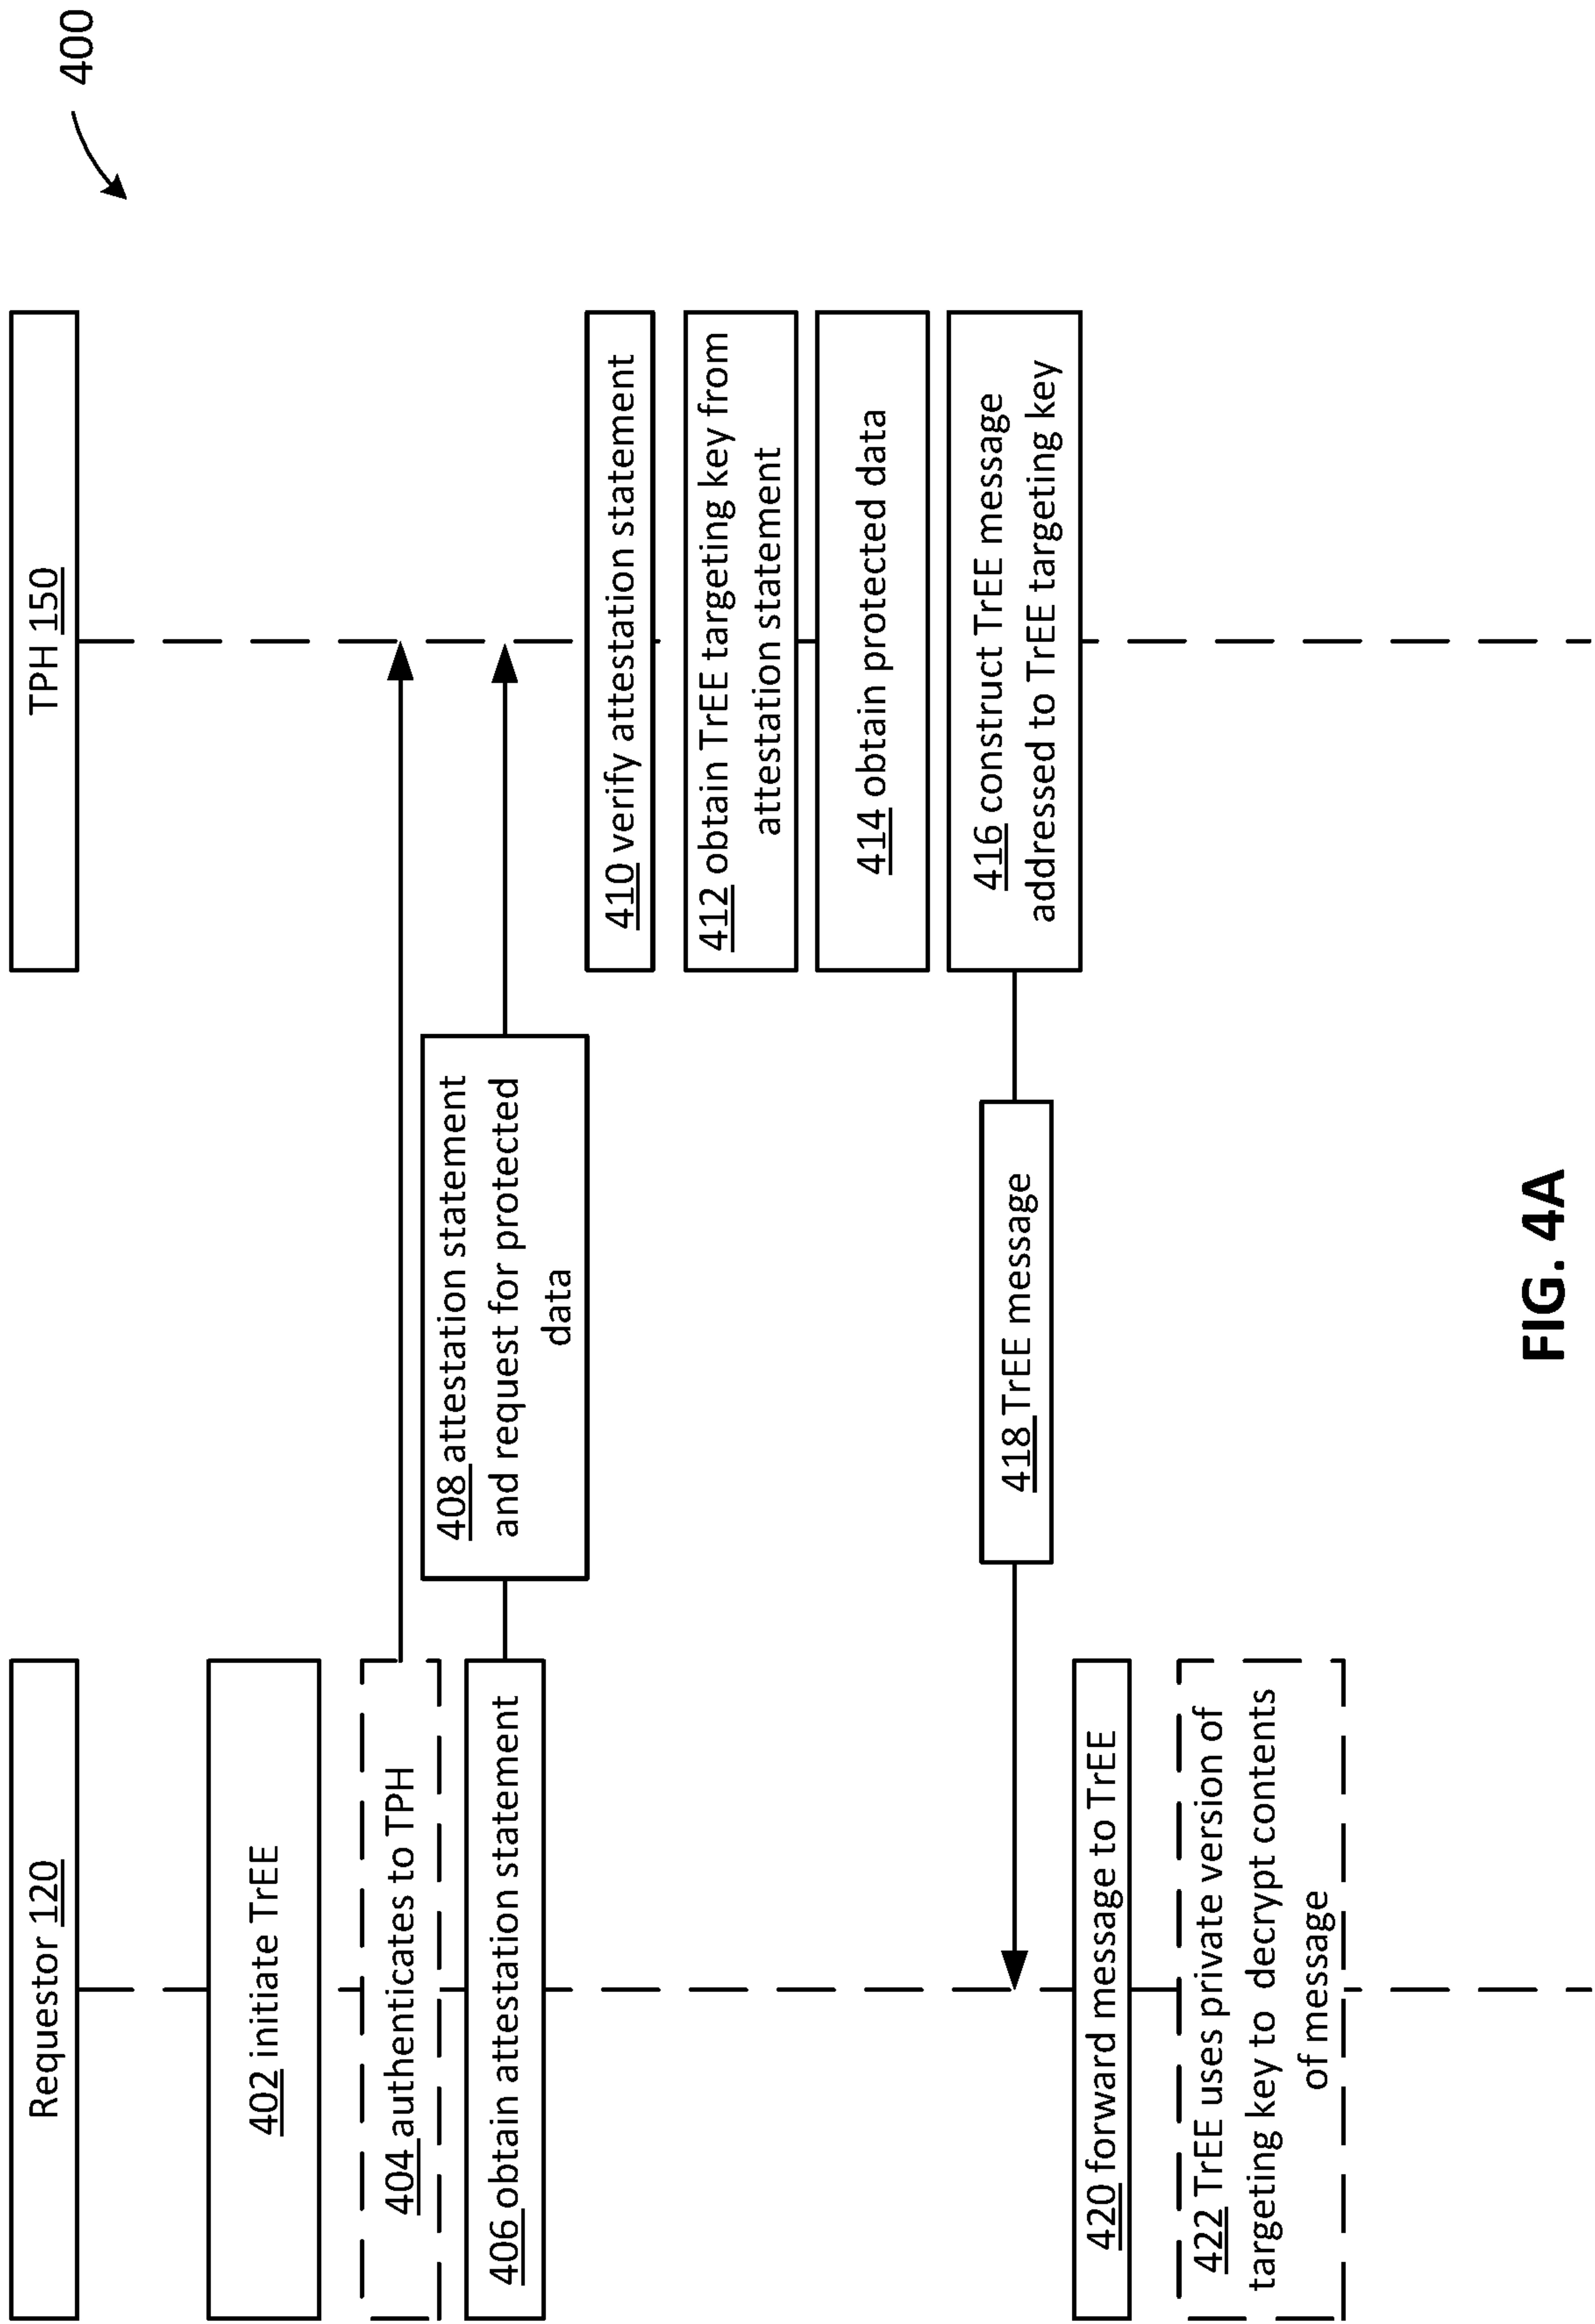 400
Requestor 120
TPH 150
402 initiate TrEE
404 authenticates to TPH
406 obtain attestation statement
408 attestation statement
and request for protected
data
410 verify attestation statement
412 obtain TrEE targeting key from
attestation statement
414 obtain protected data
416 construct TrEE message
addressed to TrEE targeting key
418 TrEE message
420 forward message to TrEE
422 TrEE uses private version of
targeting key to decrypt contents
of message
FIG. 4A